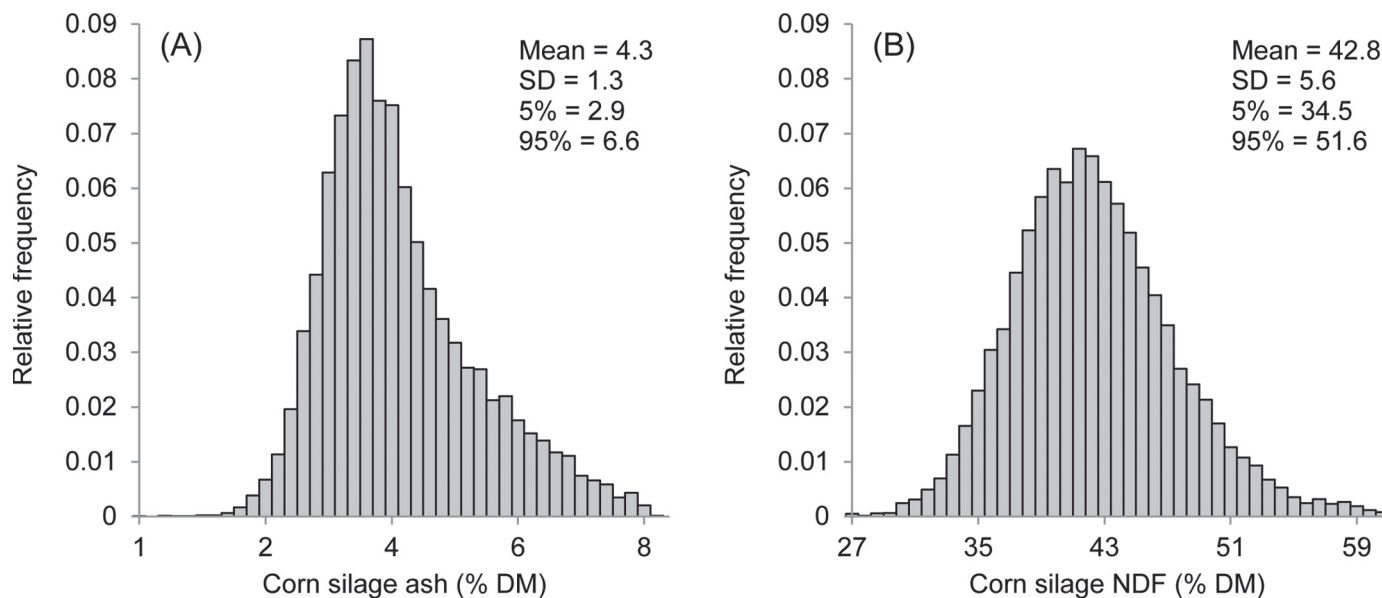 (A)
Mean = 4.3
SD = 1.3
5% = 2.9
95% = 6.6
Relative frequency
0.09
0.08
0.07
0.06
0.05
0.04
0.03
0.02
0.01
0
1 2 4 6 8
Corn silage ash (% DM)
(B)
Mean = 42.8
SD = 5.6
5% = 34.5
95% = 51.6
Relative frequency
0.09
0.08
0.07
0.06
0.05
0.04
0.03
0.02
0.01
0
27 35 43 51 59
Corn silage NDF (% DM)